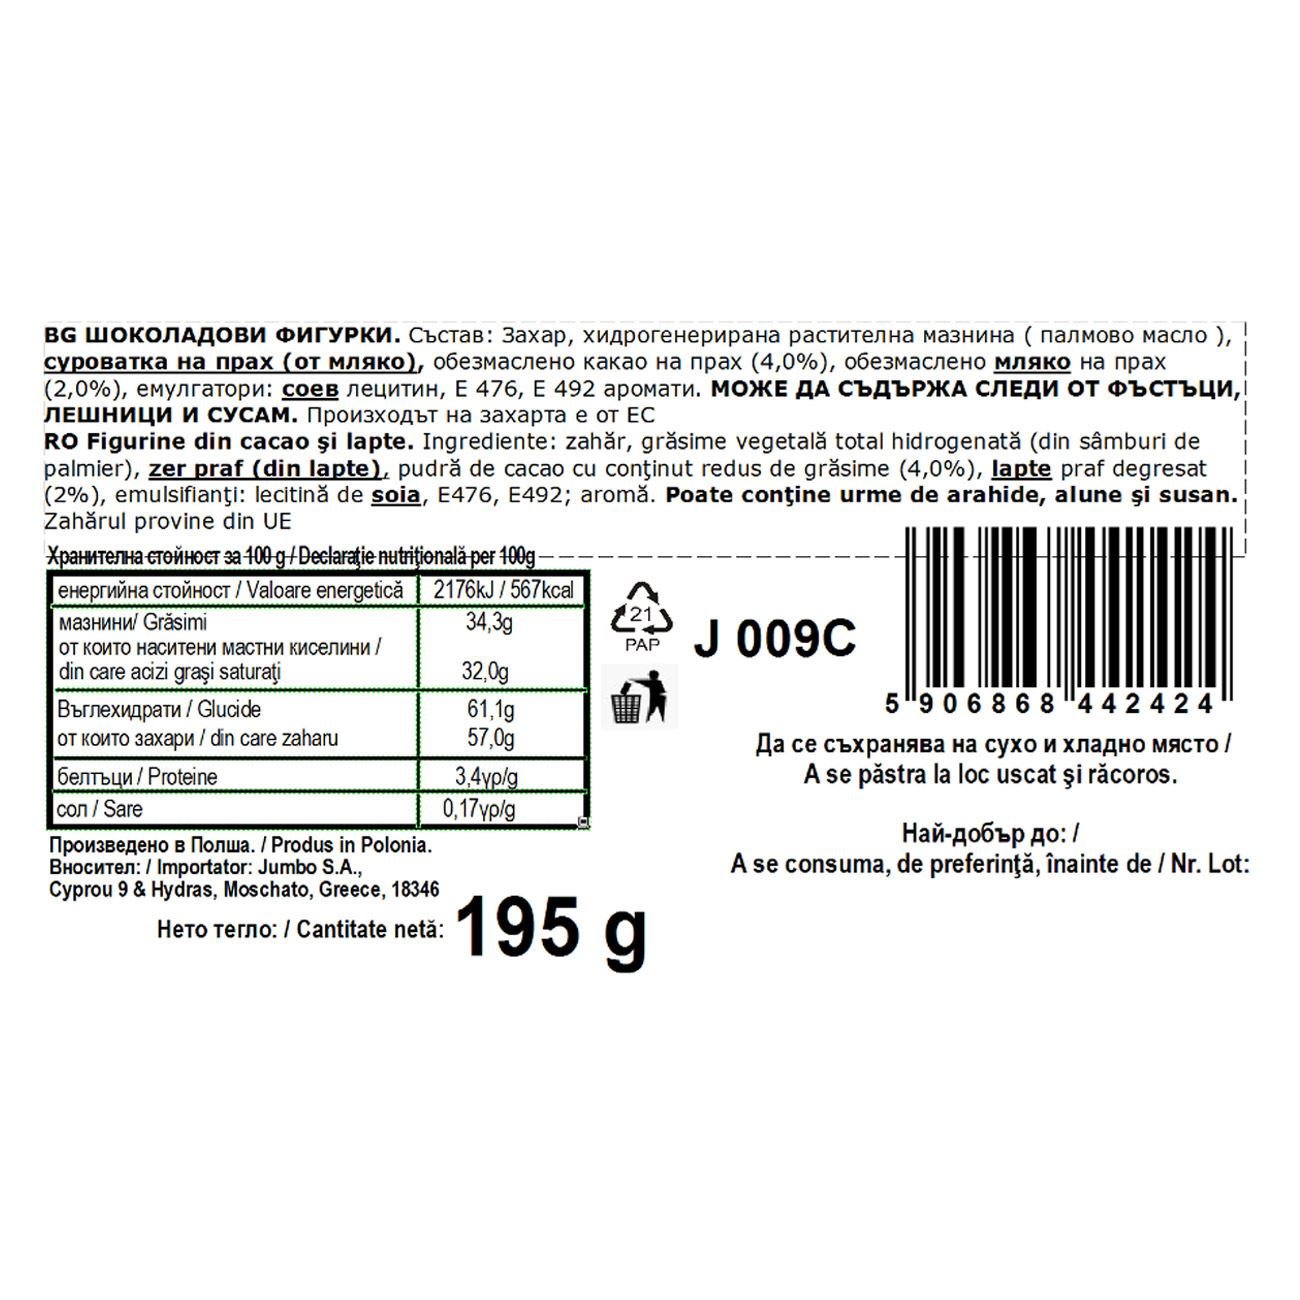 BG ШОКОЛАДОВИ ФИГУРКИ. Състав: Захар, хидрогенерирана растителна мазнина ( палмово масло ),
суроватка на прах (от мляко), обезмаслено какао на прах (4,0%), обезмаслено мляко на прах
(2,0%), емулгатори: соев лецитин, Е 476, Е 492 аромати. МОЖЕ ДА СЪДЪРЖА СЛЕДИ ОТ ФЪСТЪЦИ,
ЛЕШНИЦИ И СУСАМ. Произходът на захарта е от ЕС
RO Figurine din cacao şi lapte. Ingrediente: zahăr, grăsime vegetală total hidrogenată (din sâmburi de
palmier), zer praf (din lapte), pudră de cacao cu conţinut redus de grăsime (4,0%), lapte praf degresat
(2%), emulsifianţi: lecitină de soia, E476, E492; aromă. Poate conţine urme de arahide, alune şi susan.
Zahărul provine din UE
Хранителна стойност за 100 g / Declaraţie nutriţională per 100g
енергийна стойност / Valoare energetică 2176kJ / 567kcal
мазнини/ Grăsimi 34,3g
от които наситени мастни киселини /
din care acizi graşi saturaţi 32,0g
Въглехидрати / Glucide 61,1g
от които захари / din care zaharu 57,0g
белтъци / Proteine 3,4γρ/g
сол / Sare 0,17γρ/g
21
PAP
J 009C
5 906868 442424
Да се съхранява на сухо и хладно място /
A se păstra la loc uscat şi răcoros.
Произведено в Полша. / Produs in Polonia.
Вносител: / Importator: Jumbo S.A.,
Cyprou 9 & Hydras, Moschato, Greece, 18346
Най-добър до: /
A se consuma, de preferinţă, înainte de / Nr. Lot:
Нето тегло: / Cantitate netă: 195 g